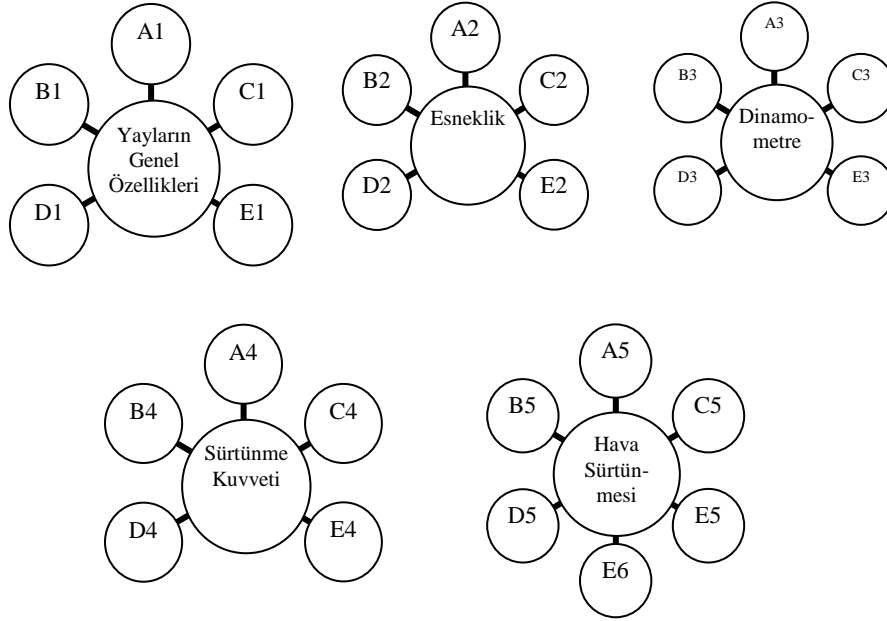 A1
B1
C1
Yayların
Genel
Özellikleri
D1
E1
A2
B2
C2
Esneklik
D2
E2
A3
B3
C3
Dinamo-
metre
D3
E3
A4
B4
C4
Sürtünme
Kuvveti
D4
E4
A5
B5
C5
Hava
Sürtün-
mesi
D5
E5
E6